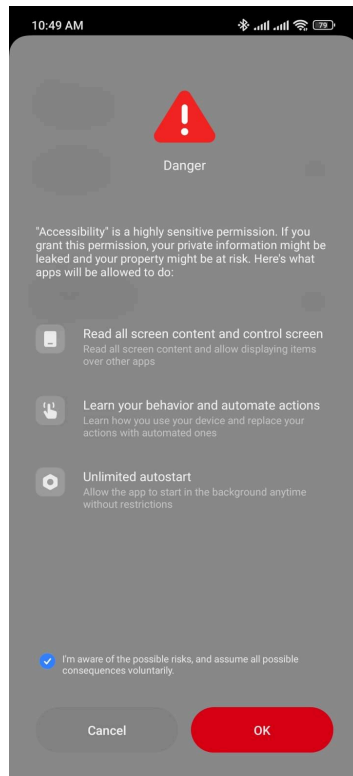 10:49 AM
79
Danger
"Accessibility" is a highly sensitive permission. If you
grant this permission, your private information might be
leaked and your property might be at risk. Here's what
apps will be allowed to do:
Read all screen content and control screen
Read all screen content and allow displaying items
over other apps
Learn your behavior and automate actions
Learn how you use your device and replace your
actions with automated ones
Unlimited autostart
Allow the app to start in the background anytime
without restrictions
I'm aware of the possible risks, and assume all possible
consequences voluntarily.
Cancel
OK